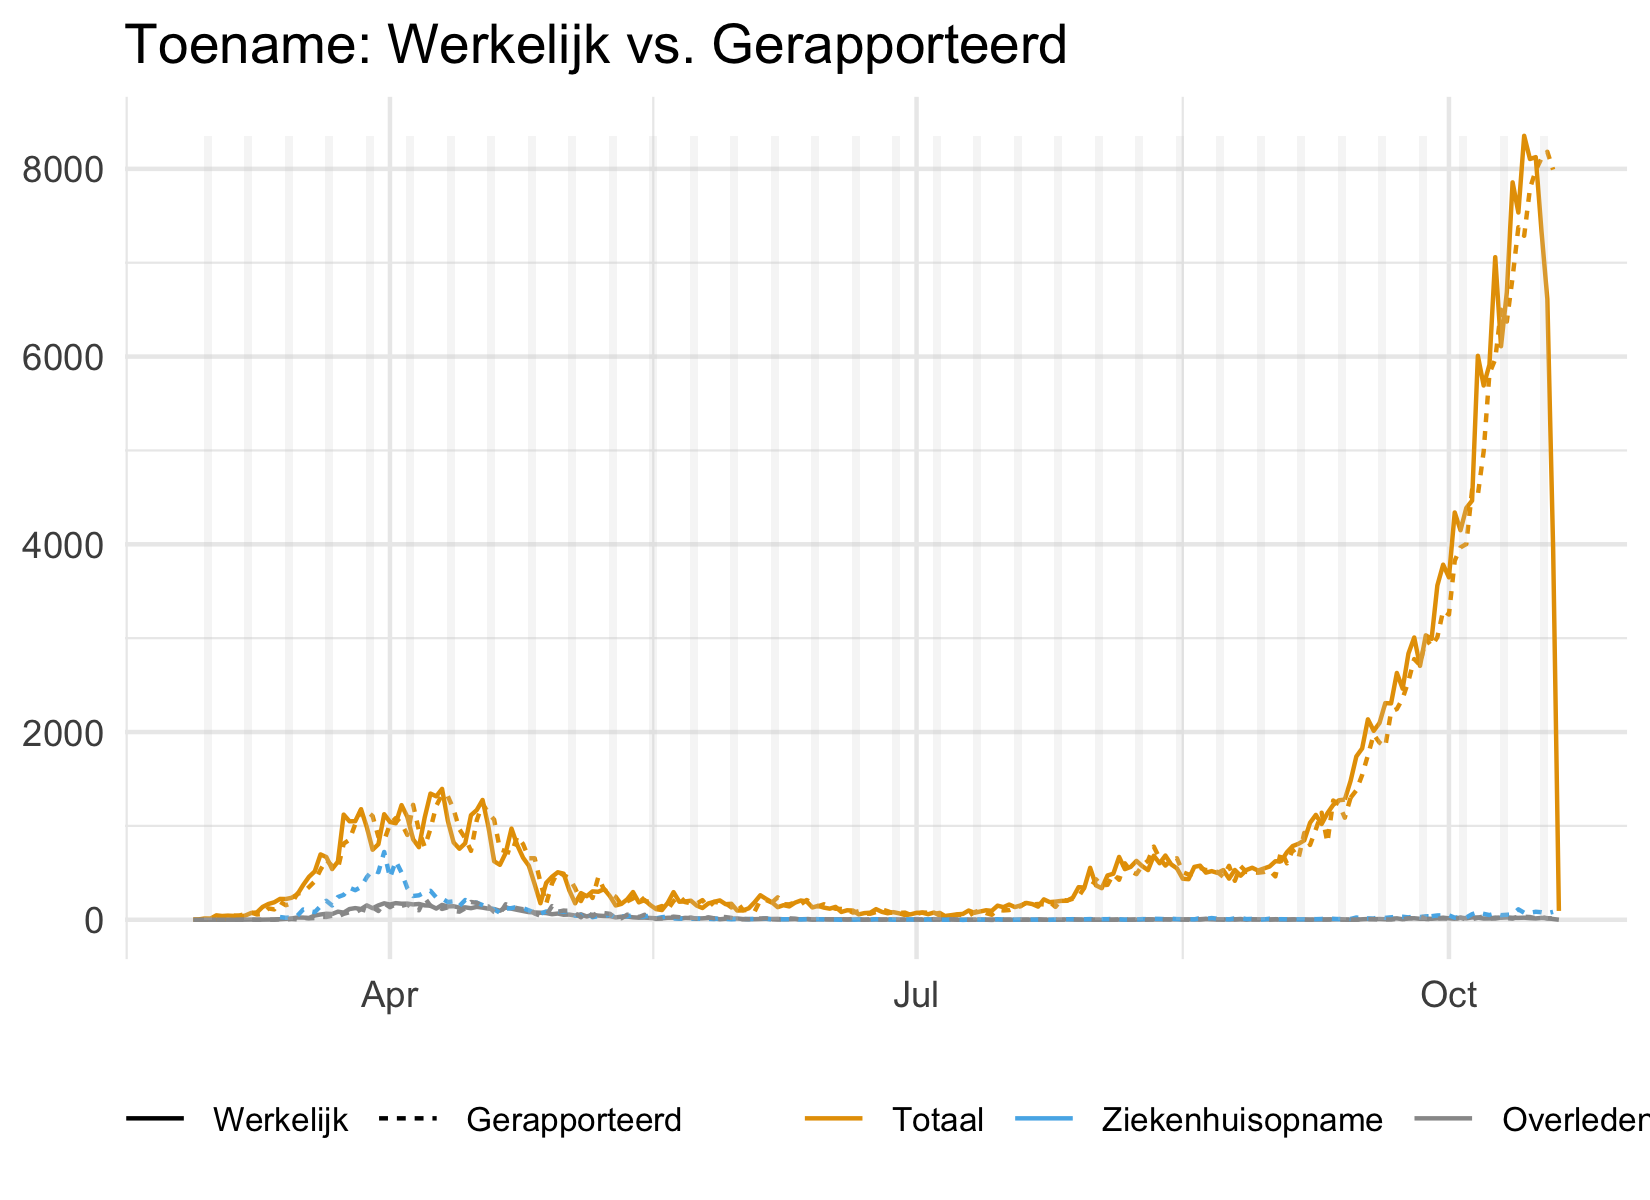 Toename: Werkelijk vs. Gerapporteerd
8000
6000
4000
2000
0
Apr Jul Oct
Werkelijk Gerapporteerd Totaal Ziekenhuisopname Overleden